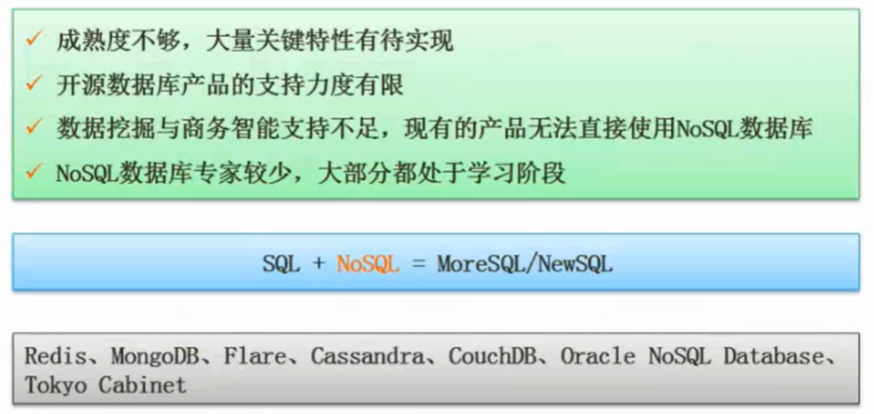 成熟度不够，大量关键特性有待实现
开源数据库产品的支持力度有限
数据挖掘与商务智能支持不足，现有的产品无法直接使用NoSQL数据库
NoSQL数据库专家较少，大部分都处于学习阶段
SQL + NoSQL = MoreSQL/NewSQL
Redis、MongoDB、Flare、Cassandra、CouchDB、Oracle NoSQL Database、
Tokyo Cabinet